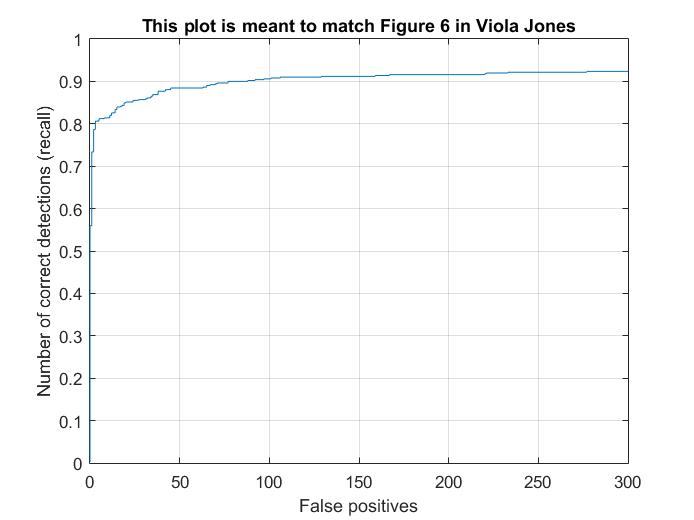 This plot is meant to match Figure 6 in Viola Jones
1
0.9
0.8
0.7
0.6
0.5
0.4
0.3
0.2
0.1
0
Number of correct detections (recall)
0 50 100 150 200 250 300
False positives